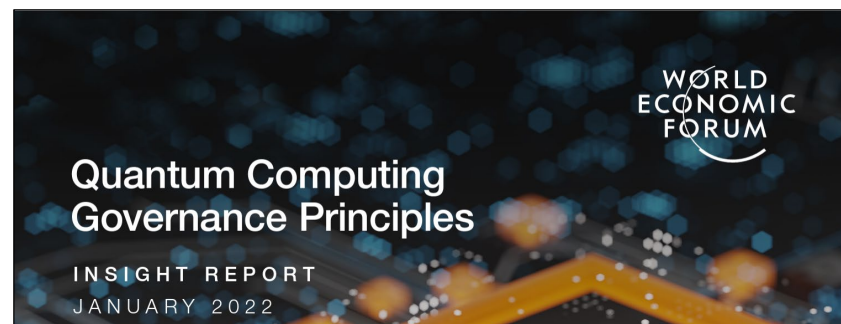 WORLD
ECONOMIC
FORUM
Quantum Computing
Governance Principles
INSIGHT REPORT
JANUARY 2022